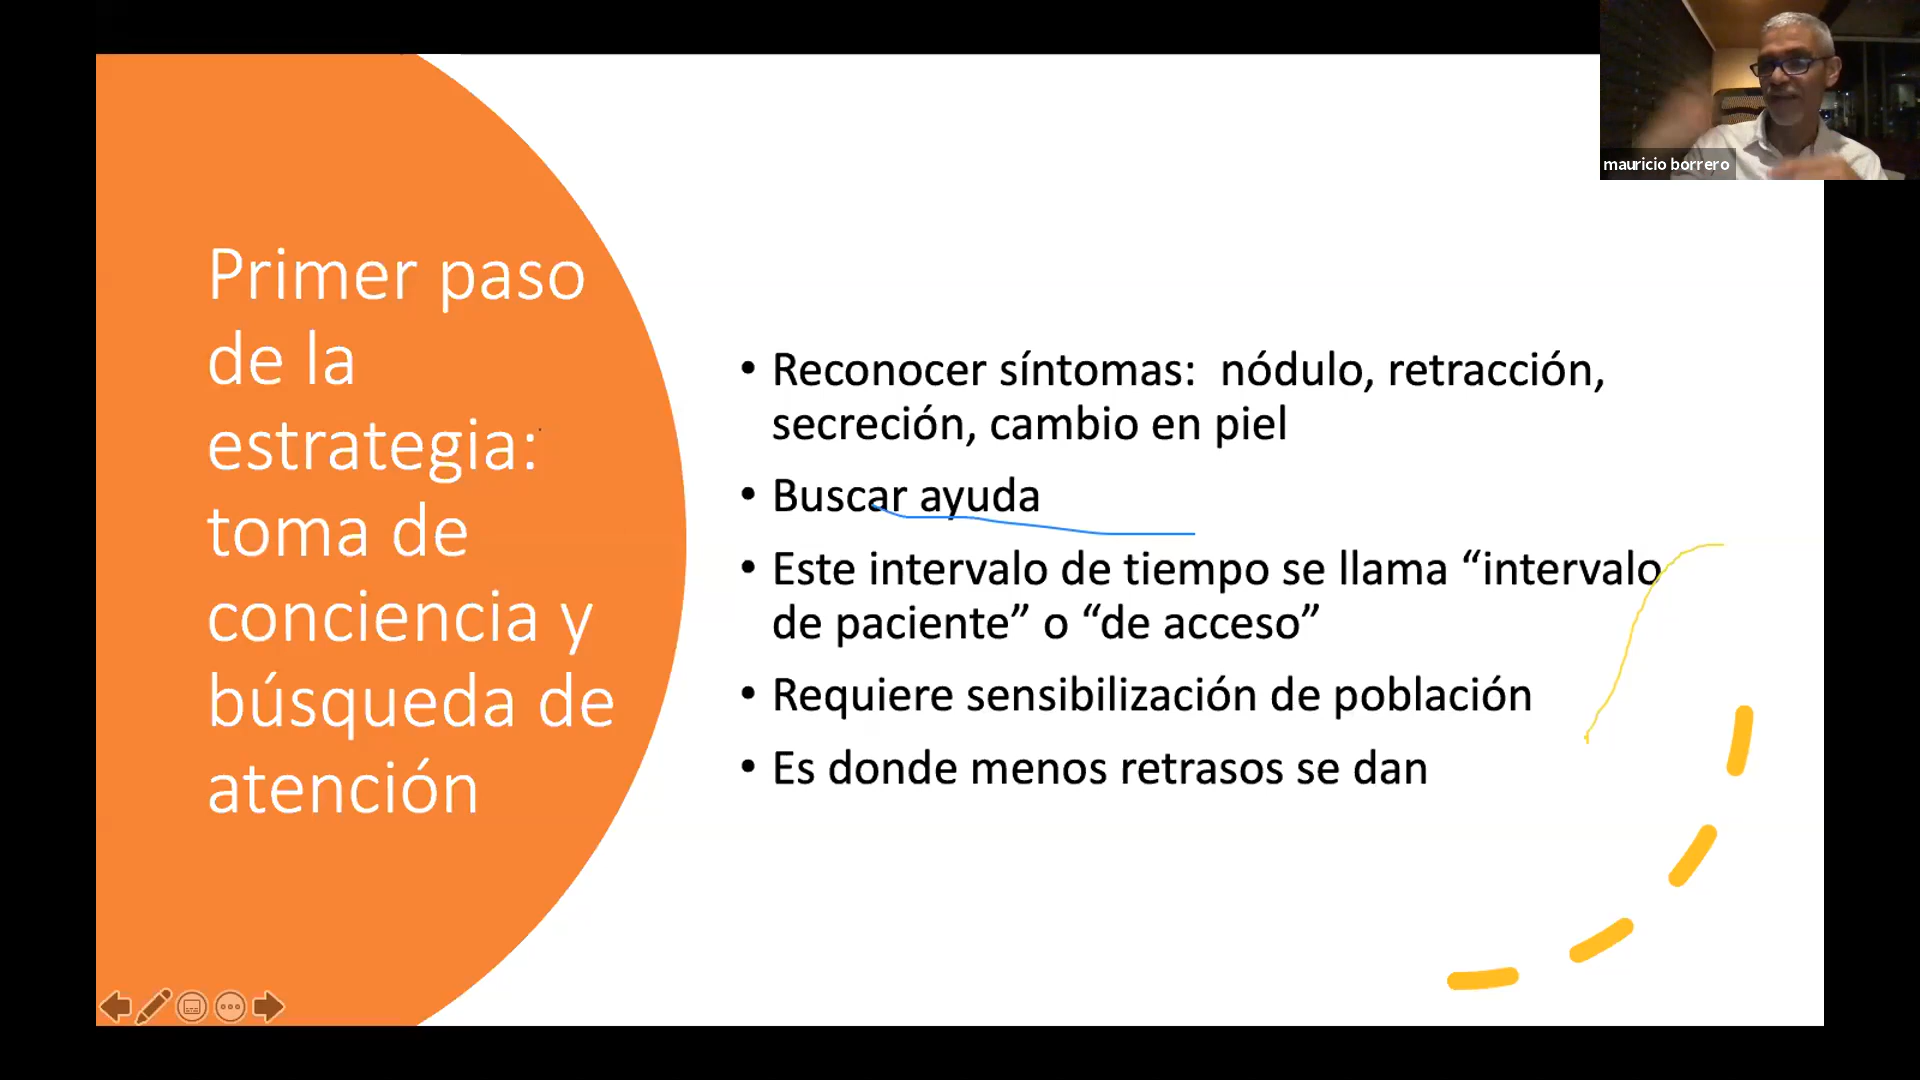 mauricio borrero
Primer paso
de la
estrategia:
toma de
conciencia y
búsqueda de
atención
• Reconocer síntomas: nódulo, retracción,
secreción, cambio en piel
• Buscar ayuda
• Este intervalo de tiempo se llama “intervalo
de paciente” o “de acceso”
• Requiere sensibilización de población
• Es donde menos retrasos se dan